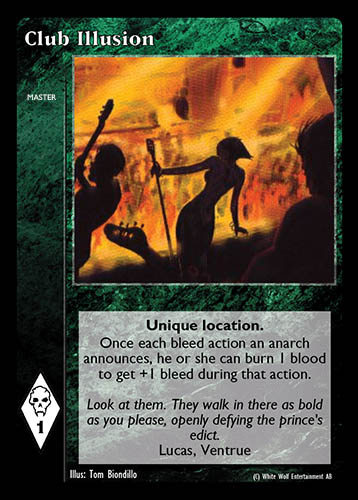 Club Illusion
MASTER
Unique location.
Once each bleed action an anarch
announces, he or she can burn 1 blood
to get +1 bleed during that action.
Look at them. They walk in there as bold
as you please, openly defying the prince's
edict.
Lucas, Ventrue
1
Illus: Tom Biondillo
(C) White Wolf Entertainment AB